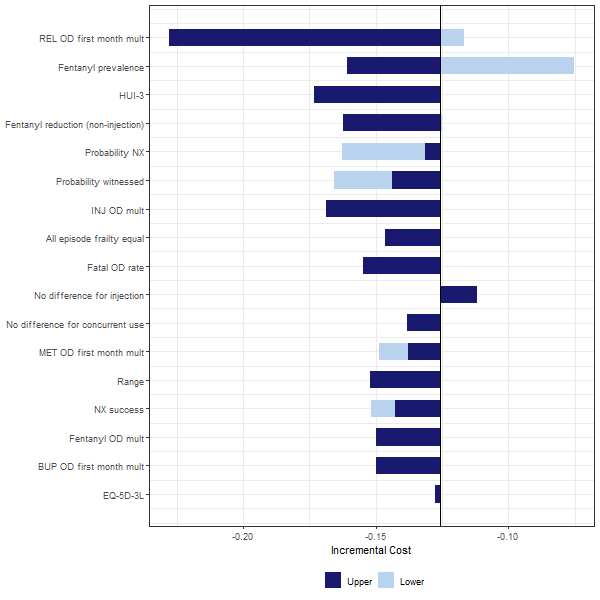 REL OD first month mult
Fentanyl prevalence
HUI-3
Fentanyl reduction (non-injection)
Probability NX
Probability witnessed
INJ OD mult
All episode frailty equal
Fatal OD rate
No difference for injection
No difference for concurrent use
MET OD first month mult
Range
NX success
Fentanyl OD mult
BUP OD first month mult
EQ-5D-3L
-0.20 -0.15 -0.10
Incremental Cost
Upper Lower